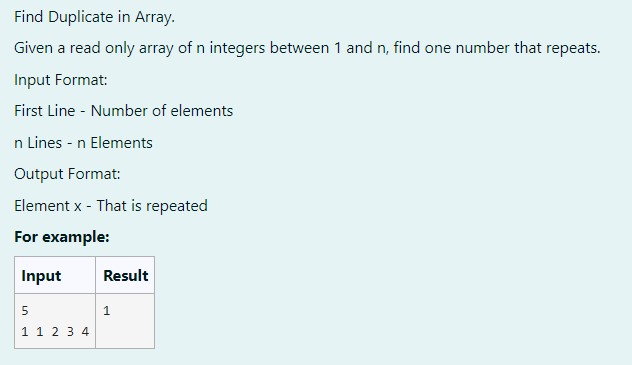 Find Duplicate in Array.
Given a read only array of n integers between 1 and n, find one number that repeats.
Input Format:
First Line - Number of elements
n Lines - n Elements
Output Format:
Element x - That is repeated
For example:
Input Result
5 1
1 1 2 3 4